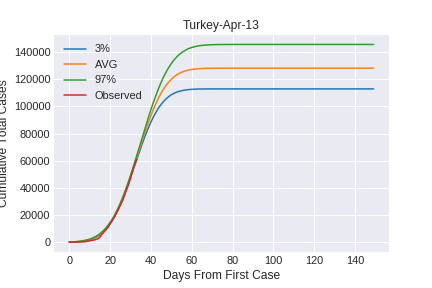 Turkey-Apr-13
3%
AVG
97%
Observed
140000
120000
100000
80000
60000
40000
20000
0
Cumulative Total Cases
0 20 40 60 80 100 120 140
Days From First Case